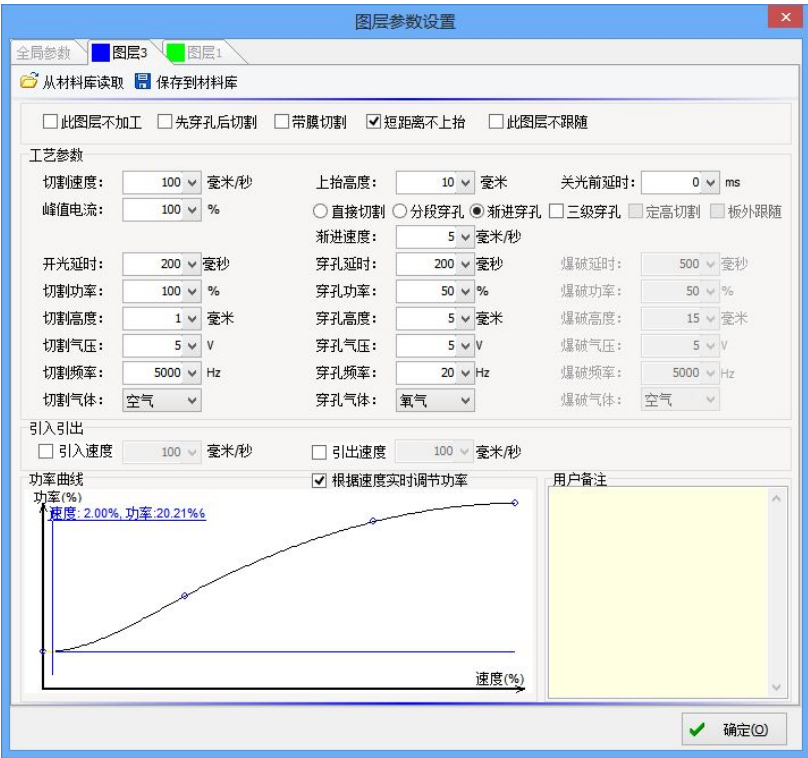 图层参数设置
全局参数 图层3 图层1
从材料库读取 保存到材料库
此图层不加工 先穿孔后切割 带膜切割 短距离不上抬 此图层不跟随
工艺参数
切割速度: 100 毫米/秒 上抬高度: 10 毫米 关光前延时: 0 ms
峰值电流: 100 % 直接切割 分段穿孔 渐进穿孔 三级穿孔 定高切割 板外跟随
渐进速度: 5 毫米/秒
开光延时: 200 毫秒 穿孔延时: 200 毫秒 爆破延时: 500 毫秒
切割功率: 100 % 穿孔功率: 50 % 爆破功率: 50 %
切割高度: 1 毫米 穿孔高度: 5 毫米 爆破高度: 15 毫米
切割气压: 5 V 穿孔气压: 5 V 爆破气压: 5 V
切割频率: 5000 Hz 穿孔频率: 20 Hz 爆破频率: 5000 Hz
切割气体: 空气 穿孔气体: 氧气 爆破气体: 空气
引入引出
引入速度 100 毫米/秒 引出速度 100 毫米/秒
功率曲线 根据速度实时调节功率 用户备注
功率(%)
速度: 2.00%, 功率:20.21%6
速度(%)
确定(O)